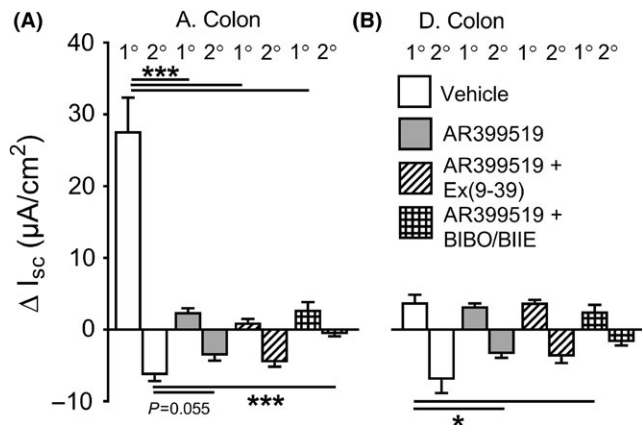 (A) A. Colon
1° 2° 1° 2° 1° 2° 1° 2°
***
40
30
20
10
0
−10
Δ Isc (µA/cm²)
P=0.055
***
(B) D. Colon
1° 2° 1° 2° 1° 2° 1° 2°
Vehicle
AR399519
AR399519 +
Ex(9-39)
AR399519 +
BIBO/BIIE
*